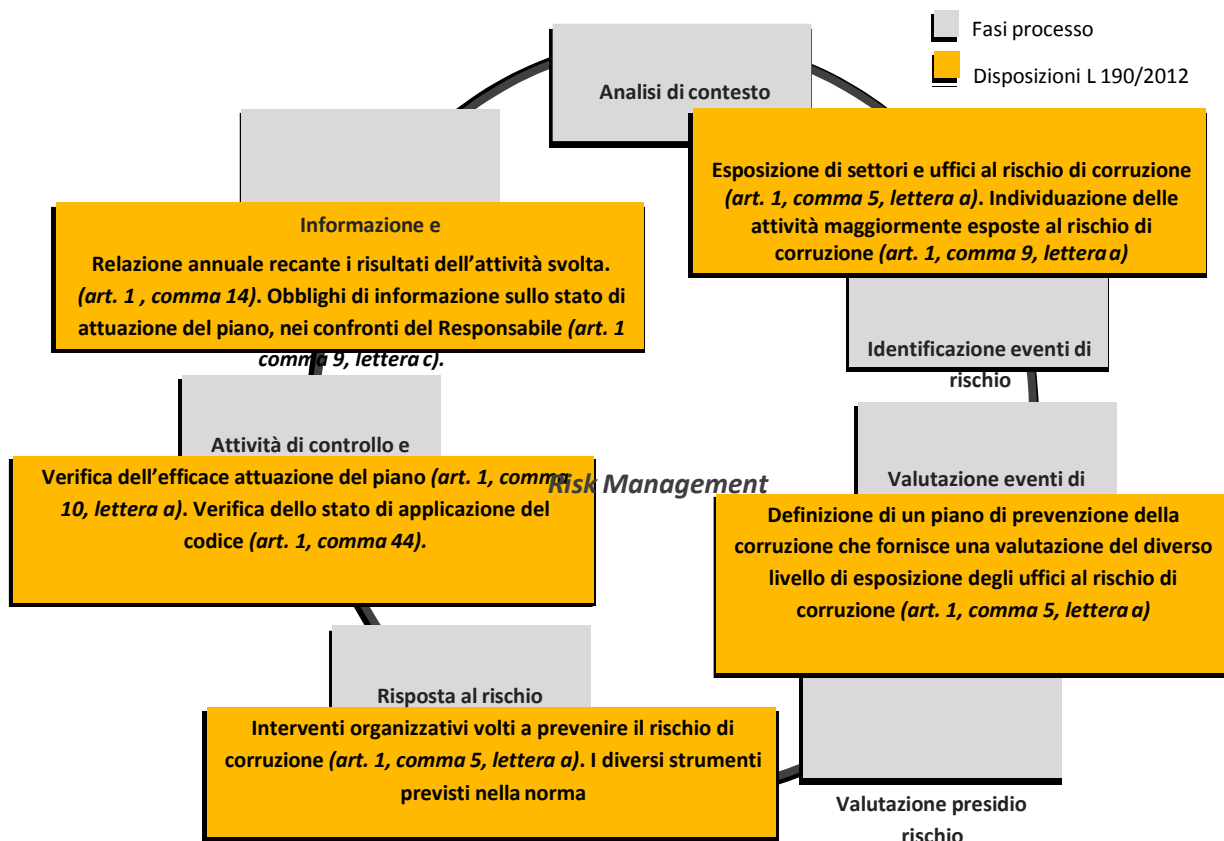 Fasi processo
Disposizioni L 190/2012
Analisi di contesto
Esposizione di settori e uffici al rischio di corruzione
(art. 1, comma 5, lettera a). Individuazione delle
attività maggiormente esposte al rischio di
corruzione (art. 1, comma 9, lettera a)
Informazione e
Relazione annuale recante i risultati dell’attività svolta.
(art. 1 , comma 14). Obblighi di informazione sullo stato di
attuazione del piano, nei confronti del Responsabile (art. 1
comma 9, lettera c).
Identificazione eventi di
rischio
Attività di controllo e
Verifica dell’efficace attuazione del piano (art. 1, comma
10, lettera a). Verifica dello stato di applicazione del
codice (art. 1, comma 44).
Risk Management
Valutazione eventi di
Definizione di un piano di prevenzione della
corruzione che fornisce una valutazione del diverso
livello di esposizione degli uffici al rischio di
corruzione (art. 1, comma 5, lettera a)
Risposta al rischio
Interventi organizzativi volti a prevenire il rischio di
corruzione (art. 1, comma 5, lettera a). I diversi strumenti
previsti nella norma
Valutazione presidio
rischio